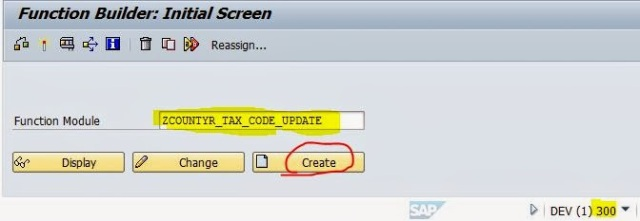 Function Builder: Initial Screen
Reassign...
Function Module ZCOUNTYR_TAX_CODE_UPDATE
Display Change Create
SAP DEV (1) 300